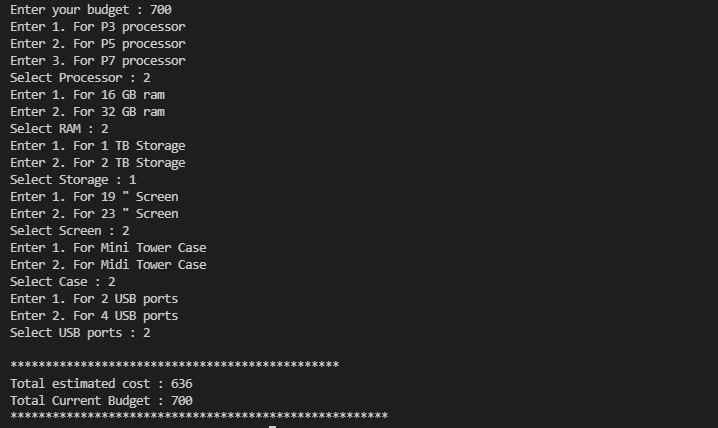 Enter your budget : 700
Enter 1. For P3 processor
Enter 2. For P5 processor
Enter 3. For P7 processor
Select Processor : 2
Enter 1. For 16 GB ram
Enter 2. For 32 GB ram
Select RAM : 2
Enter 1. For 1 TB Storage
Enter 2. For 2 TB Storage
Select Storage : 1
Enter 1. For 19 " Screen
Enter 2. For 23 " Screen
Select Screen : 2
Enter 1. For Mini Tower Case
Enter 2. For Midi Tower Case
Select Case : 2
Enter 1. For 2 USB ports
Enter 2. For 4 USB ports
Select USB ports : 2

***********************************************
Total estimated cost : 636
Total Current Budget : 700
******************************************************